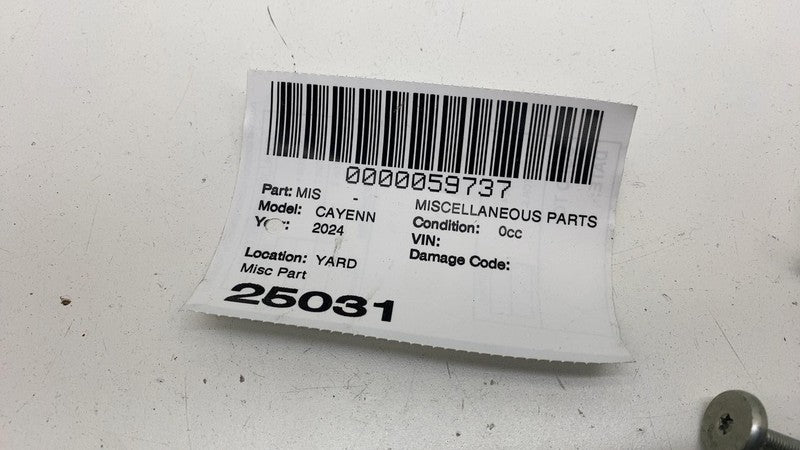 0000059737
Part: MIS - MISCELLANEOUS PARTS
Model: CAYENN Condition: 0cc
2024 VIN:
Location: YARD Damage Code:
Misc Part
25031